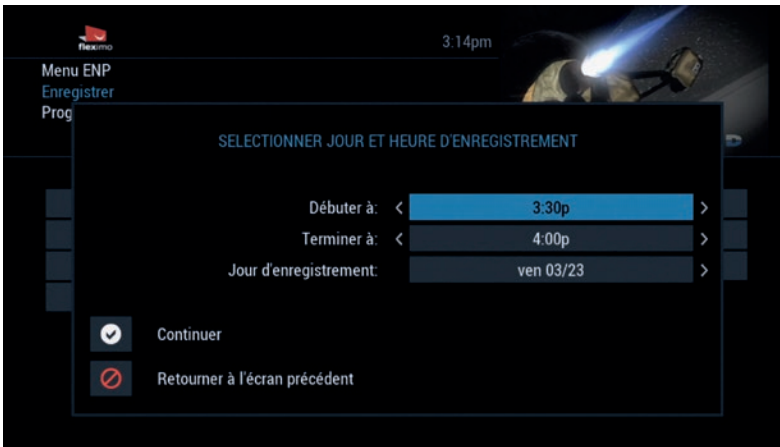 fleximo
3:14pm
Menu ENP
Enregistrer
Prog
SELECTIONNER JOUR ET HEURE D'ENREGISTREMENT
Débuter à: < 3:30p >
Terminer à: < 4:00p >
Jour d'enregistrement: ven 03/23 >
Continuer
Retourner à l'écran précédent